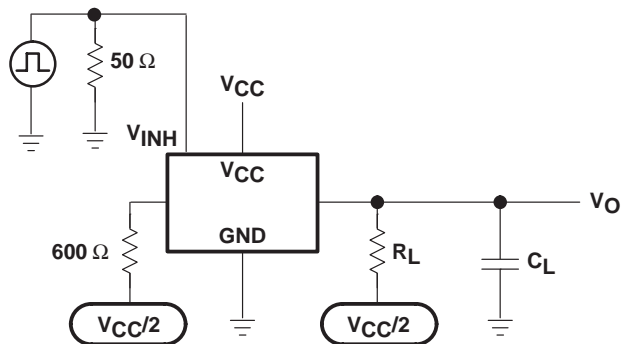 50 Ω
VCC
VINH
VCC
VO
600 Ω
GND
RL
CL
VCC/2
VCC/2